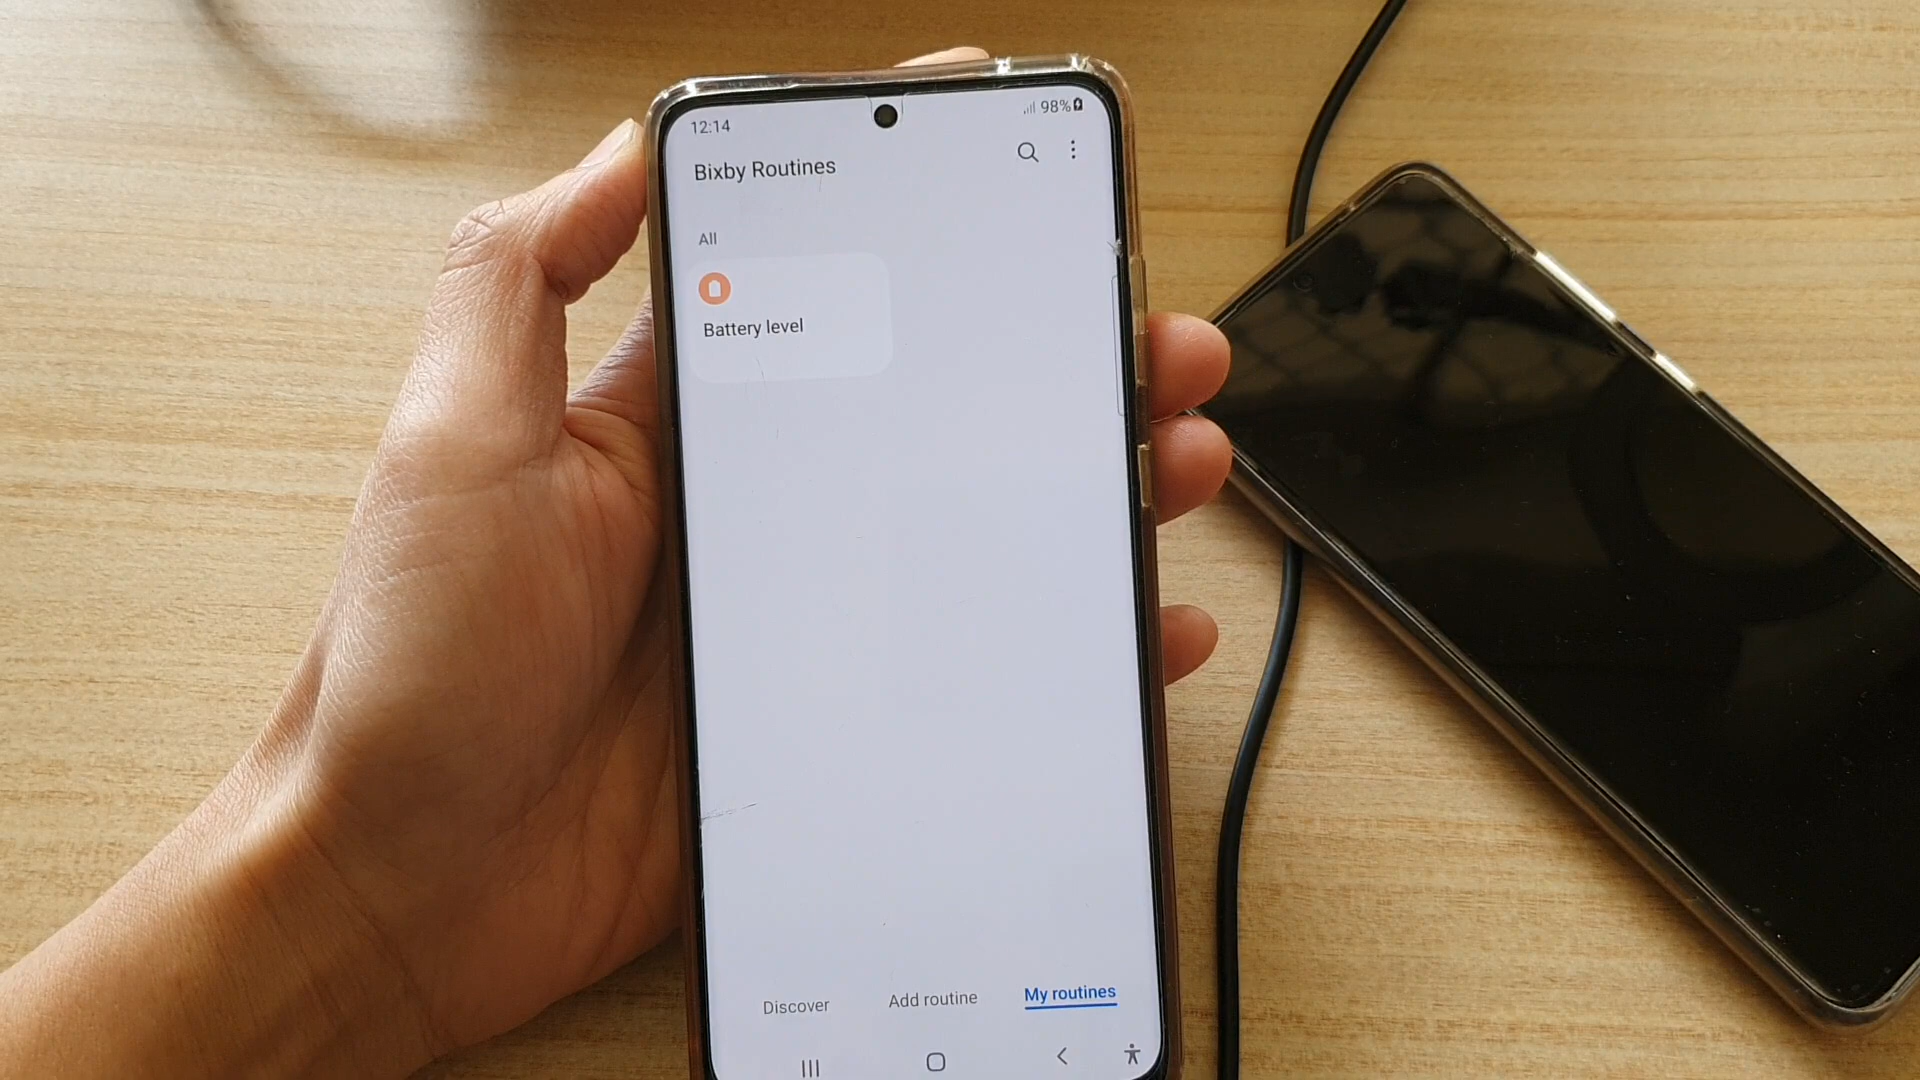 12:14
98%
Bixby Routines
All
Battery level
Discover
Add routine
My routines